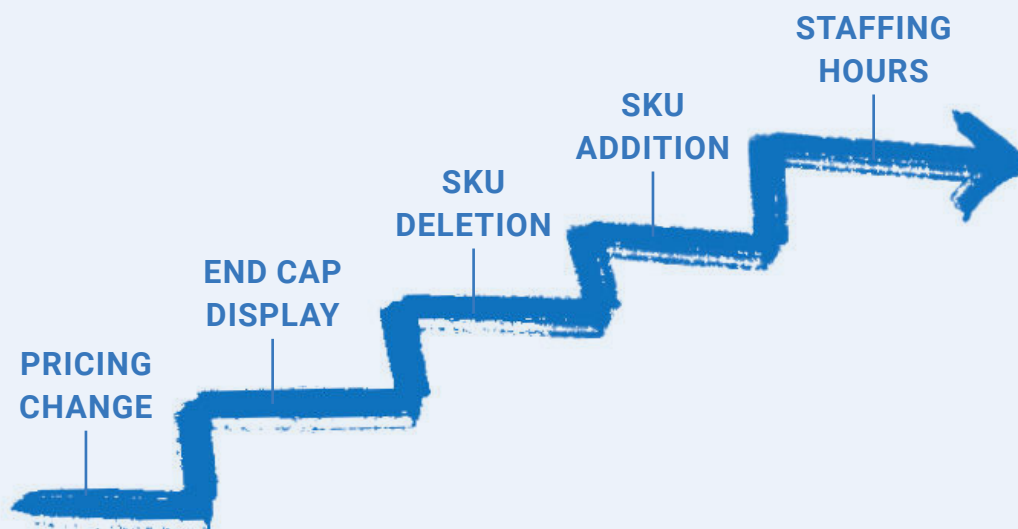 PRICING
CHANGE
END CAP
DISPLAY
SKU
DELETION
SKU
ADDITION
STAFFING
HOURS